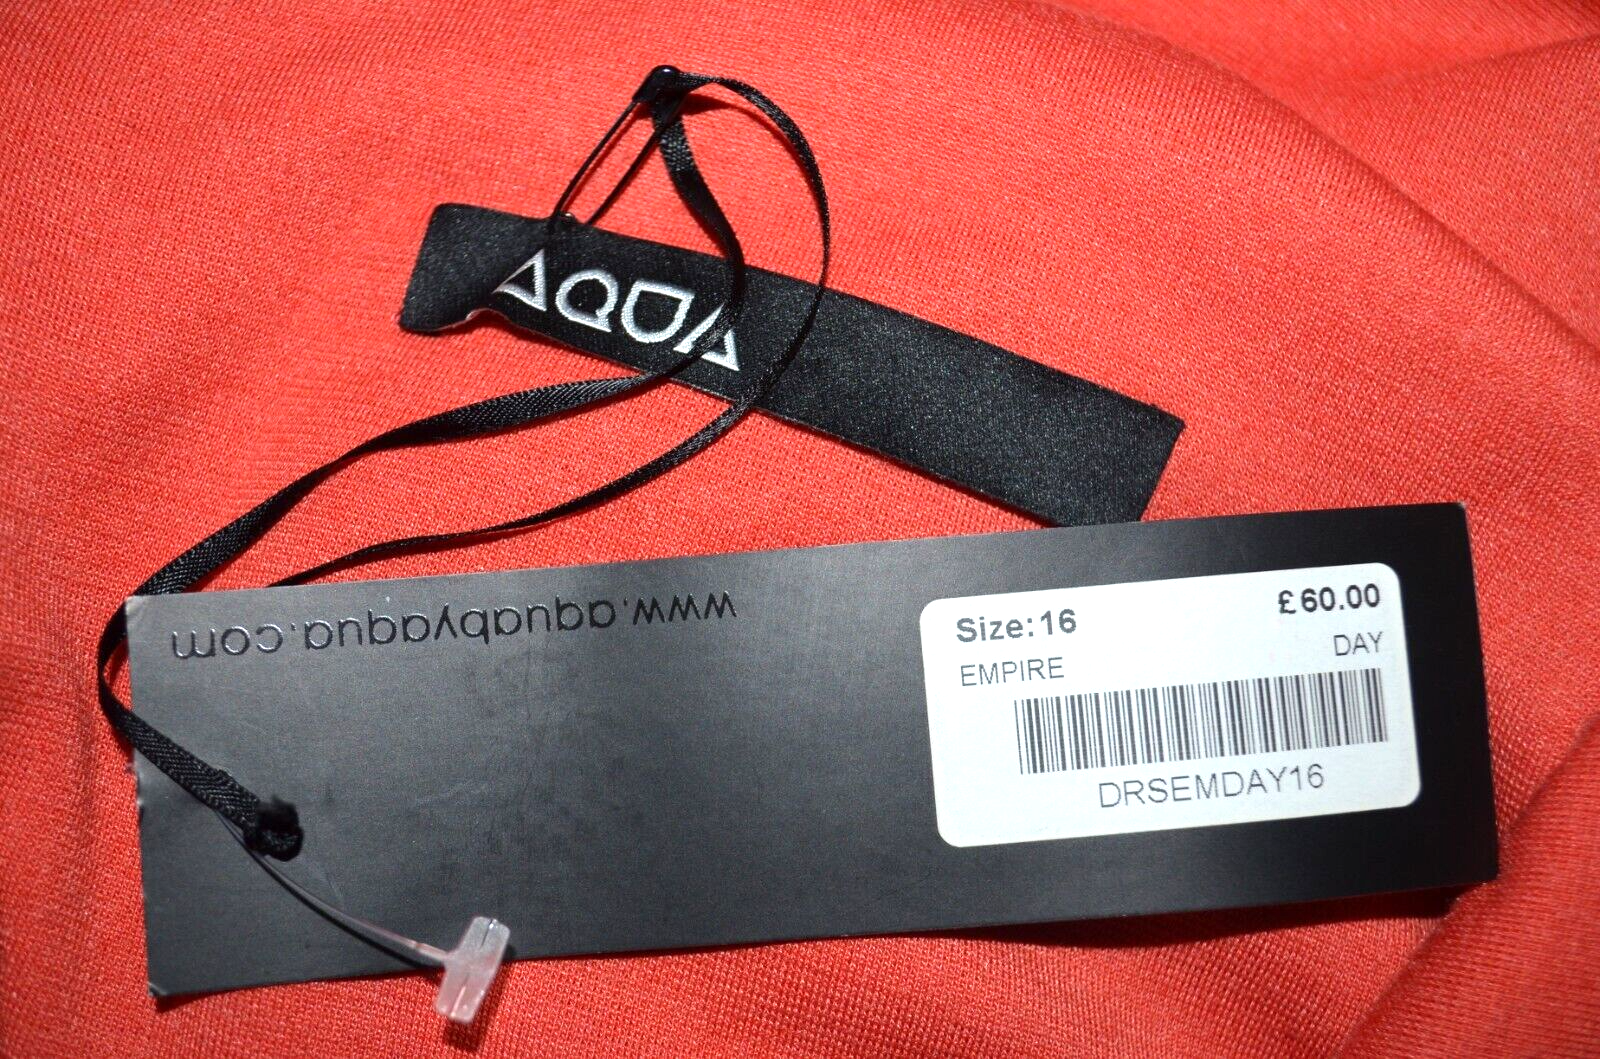 AQUA
www.aquabyaqua.com
Size:16
£60.00
EMPIRE
DAY
DRSEMDAY16